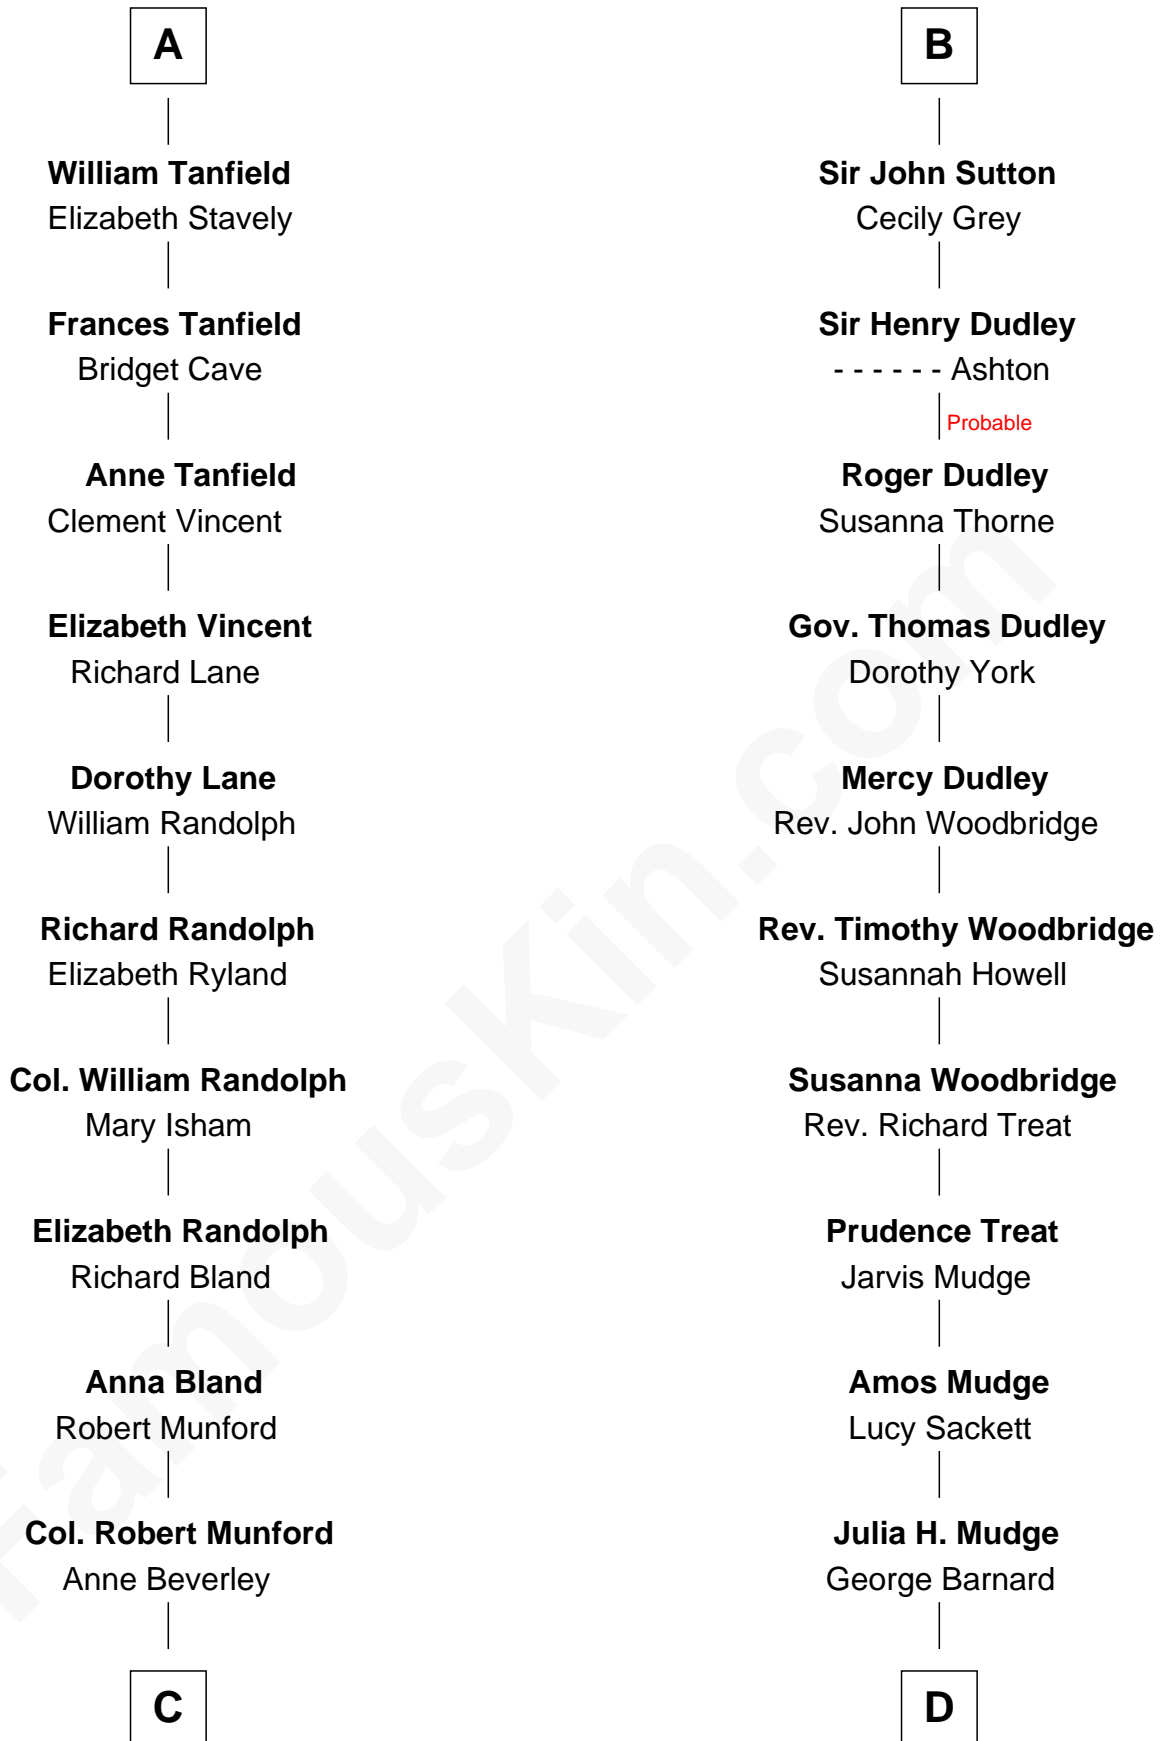 A
William Tanfield
Elizabeth Stavely
Frances Tanfield
Bridget Cave
Anne Tanfield
Clement Vincent
Elizabeth Vincent
Richard Lane
Dorothy Lane
William Randolph
Richard Randolph
Elizabeth Ryland
Col. William Randolph
Mary Isham
Elizabeth Randolph
Richard Bland
Anna Bland
Robert Munford
Col. Robert Munford
Anne Beverley
C
B
Sir John Sutton
Cecily Grey
Sir Henry Dudley
- - - - - - Ashton
Probable
Roger Dudley
Susanna Thorne
Gov. Thomas Dudley
Dorothy York
Mercy Dudley
Rev. John Woodbridge
Rev. Timothy Woodbridge
Susannah Howell
Susanna Woodbridge
Rev. Richard Treat
Prudence Treat
Jarvis Mudge
Amos Mudge
Lucy Sackett
Julia H. Mudge
George Barnard
D
FamousKin.com